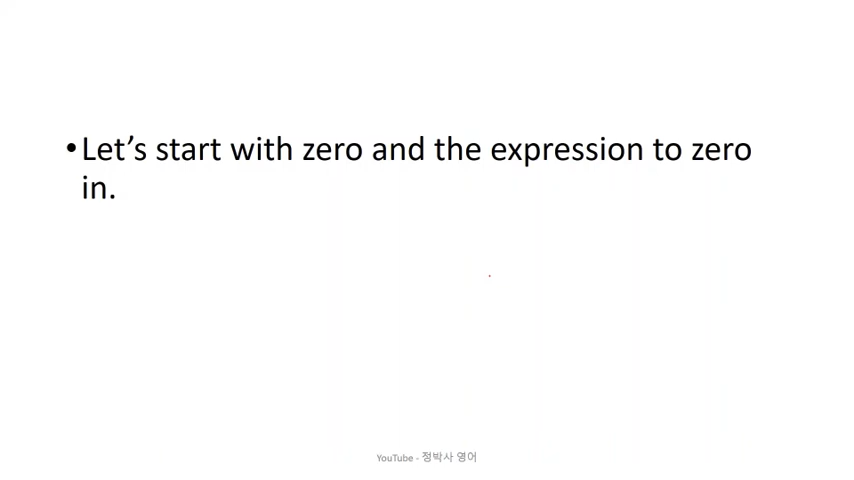 •Let’s start with zero and the expression to zero
in.
YouTube - 정박사 영어